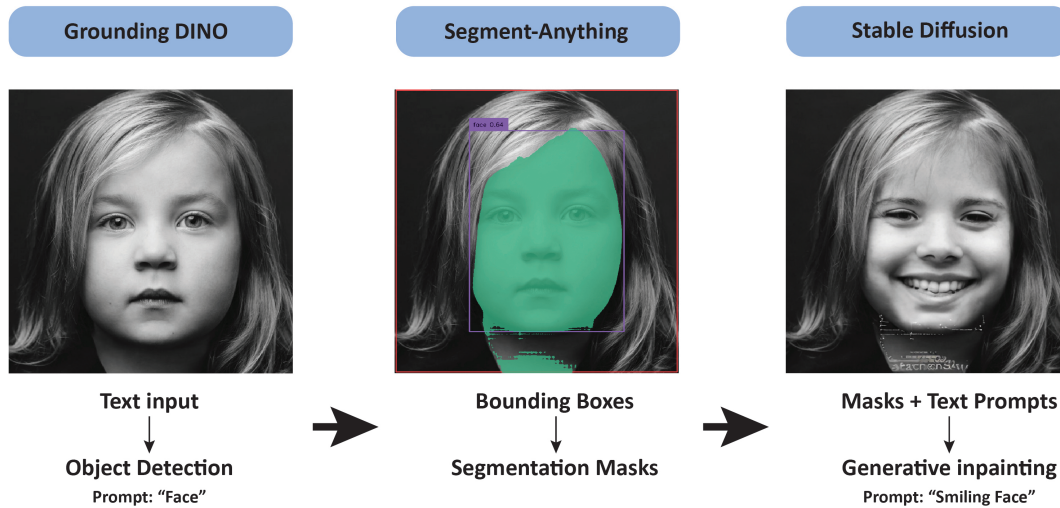 Grounding DINO
Segment-Anything
Stable Diffusion
face 0.64
Text input
Object Detection
Prompt: “Face”
Bounding Boxes
Segmentation Masks
Masks + Text Prompts
Generative inpainting
Prompt: “Smiling Face”